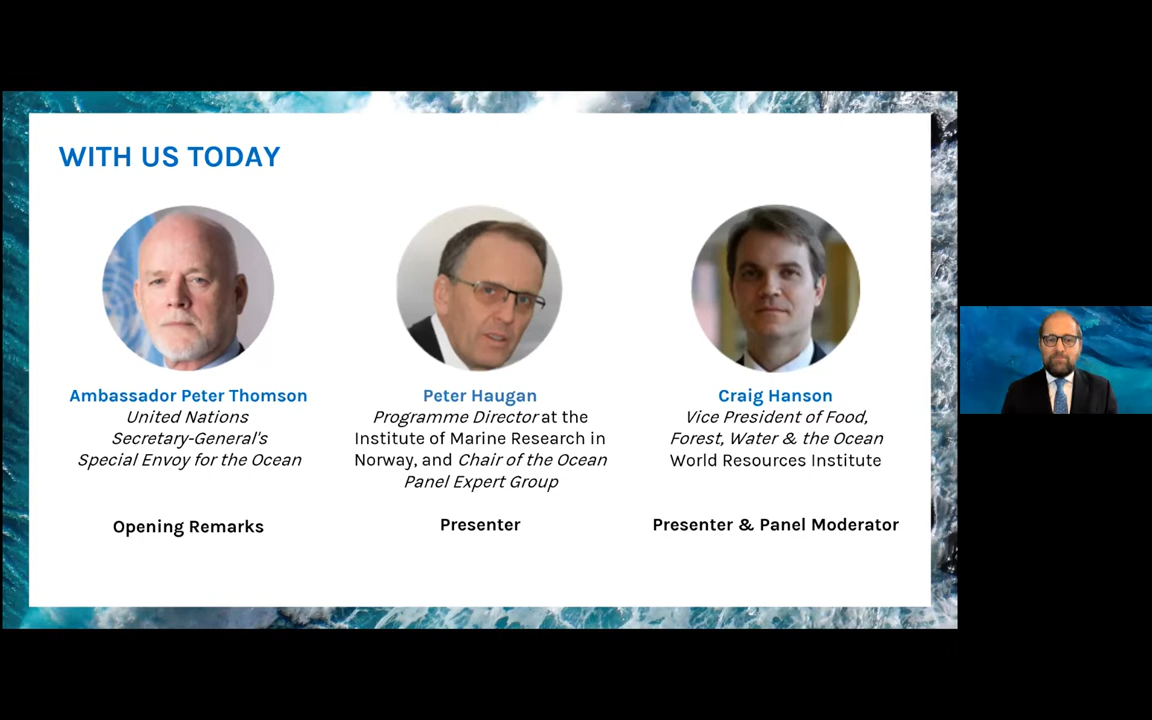 WITH US TODAY
Ambassador Peter Thomson
United Nations
Secretary-General's
Special Envoy for the Ocean
Opening Remarks
Peter Haugan
Programme Director at the
Institute of Marine Research in
Norway, and Chair of the Ocean
Panel Expert Group
Presenter
Craig Hanson
Vice President of Food,
Forest, Water & the Ocean
World Resources Institute
Presenter & Panel Moderator